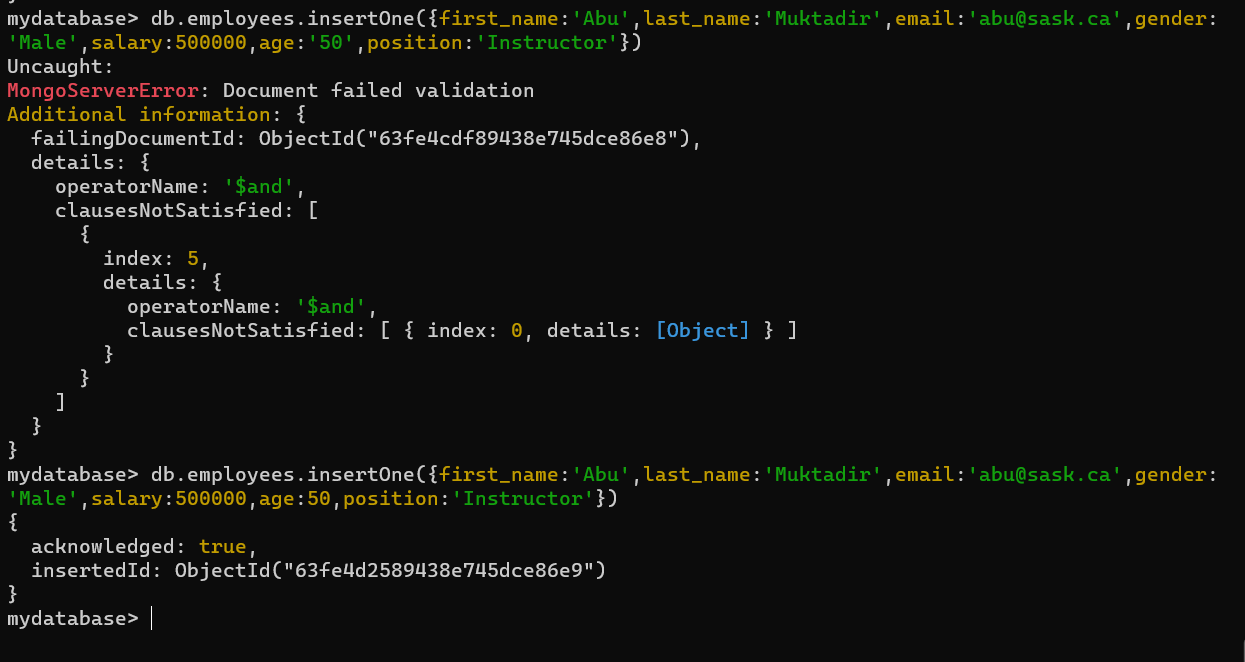 mydatabase> db.employees.insertOne({first_name:'Abu',last_name:'Muktadir',email:'abu@sask.ca',gender:
'Male',salary:500000,age:'50',position:'Instructor'})
Uncaught:
MongoServerError: Document failed validation
Additional information: {
  failingDocumentId: ObjectId("63fe4cdf89438e745dce86e8"),
  details: {
    operatorName: '$and',
    clausesNotSatisfied: [
      {
        index: 5,
        details: {
          operatorName: '$and',
          clausesNotSatisfied: [ { index: 0, details: [Object] } ]
        }
      }
    ]
  }
}
mydatabase> db.employees.insertOne({first_name:'Abu',last_name:'Muktadir',email:'abu@sask.ca',gender:
'Male',salary:500000,age:50,position:'Instructor'})
{
  acknowledged: true,
  insertedId: ObjectId("63fe4d2589438e745dce86e9")
}
mydatabase>